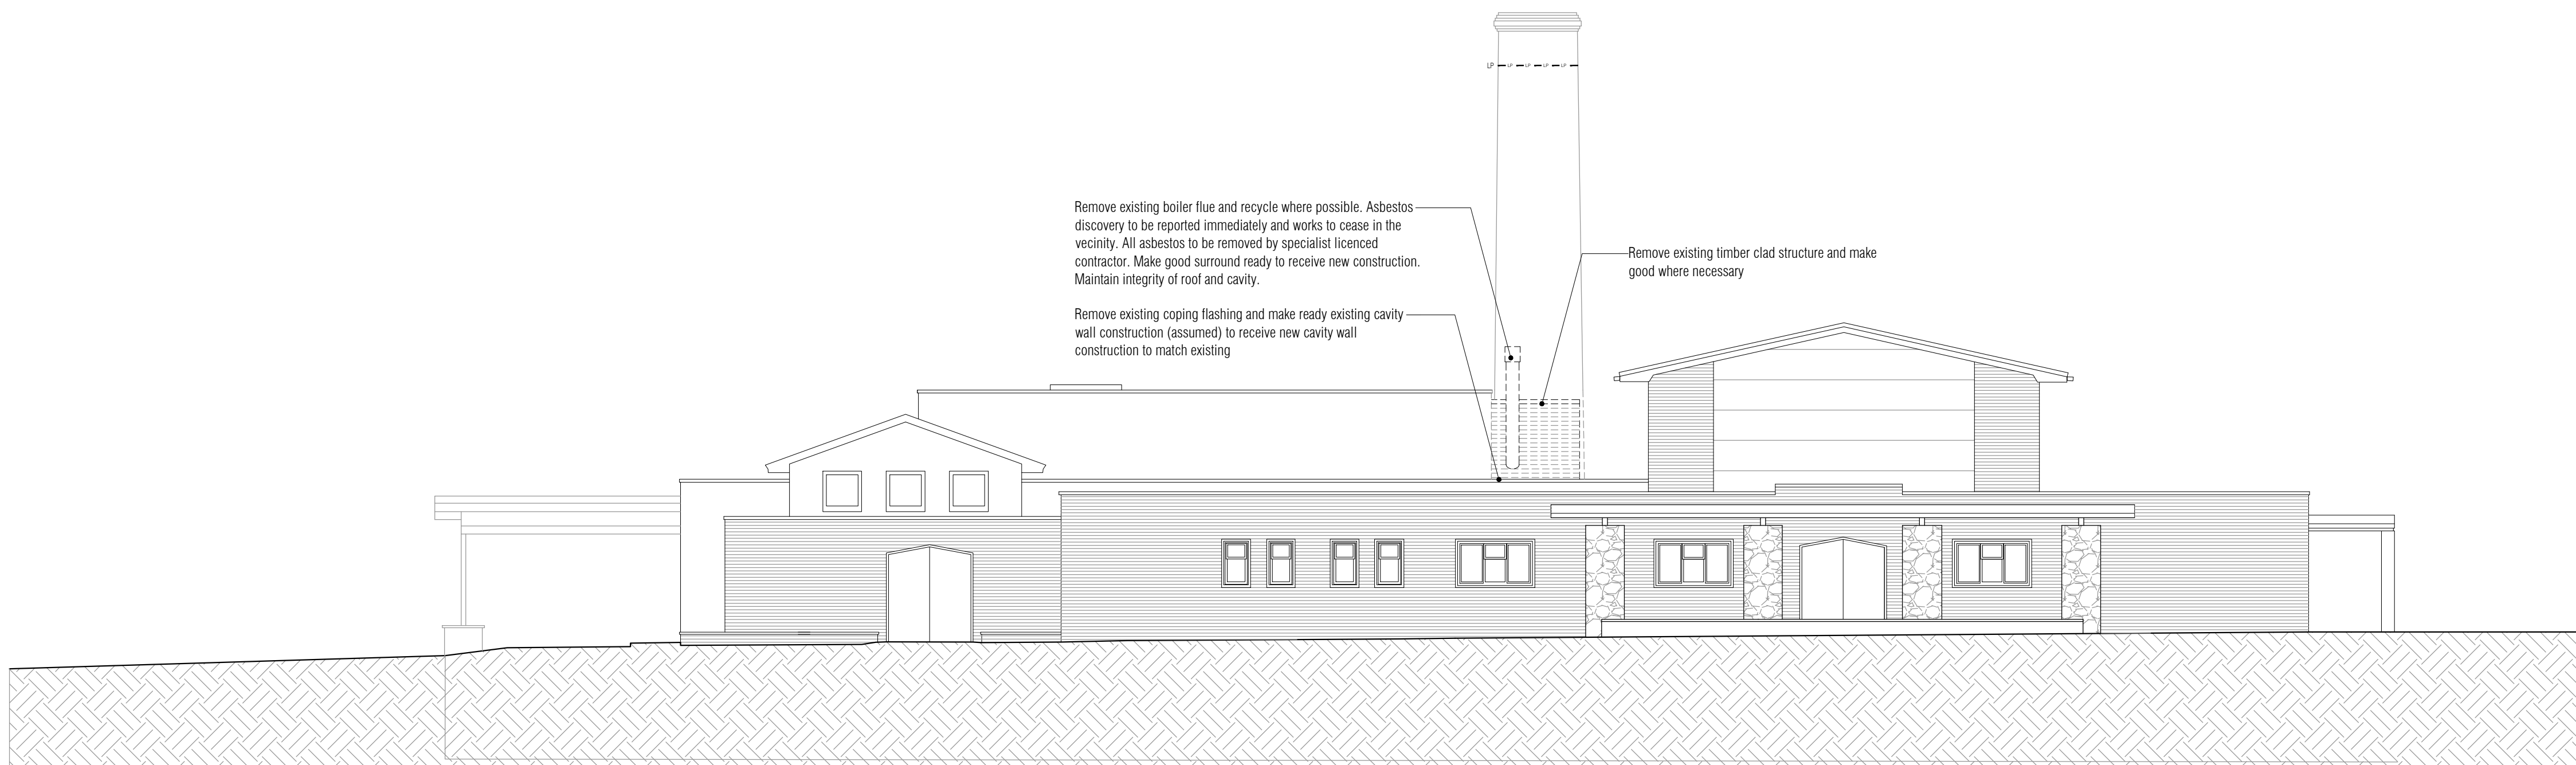 LP LP LP LP LP
Remove existing boiler flue and recycle where possible. Asbestos
discovery to be reported immediately and works to cease in the
vecinity. All asbestos to be removed by specialist licenced
contractor. Make good surround ready to receive new construction.
Maintain integrity of roof and cavity.
Remove existing timber clad structure and make
good where necessary
Remove existing coping flashing and make ready existing cavity
wall construction (assumed) to receive new cavity wall
construction to match existing